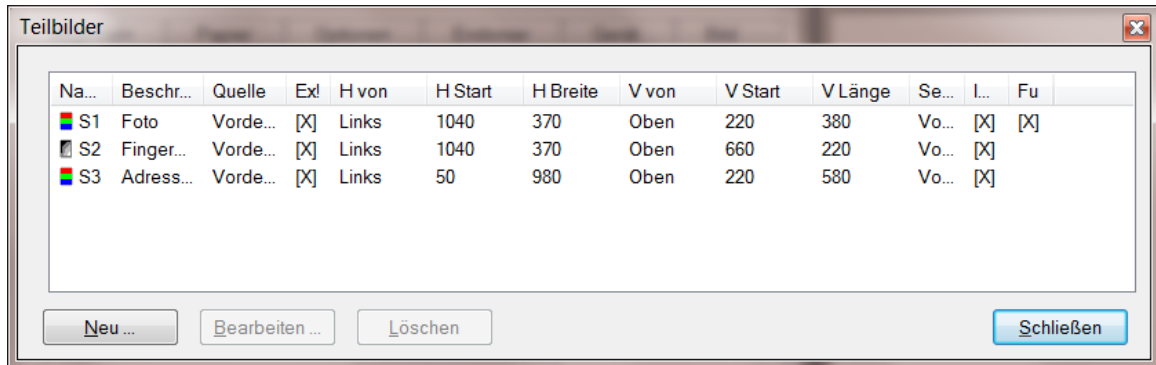 Teilbilder
Na... Beschr... Quelle Ex! H von H Start H Breite V von V Start V Länge Se... I... Fu
S1 Foto Vorde... [X] Links 1040 370 Oben 220 380 Vo... [X] [X]
S2 Finger... Vorde... [X] Links 1040 370 Oben 660 220 Vo... [X]
S3 Adress... Vorde... [X] Links 50 980 Oben 220 580 Vo... [X]
Neu ... Bearbeiten ... Löschen Schließen